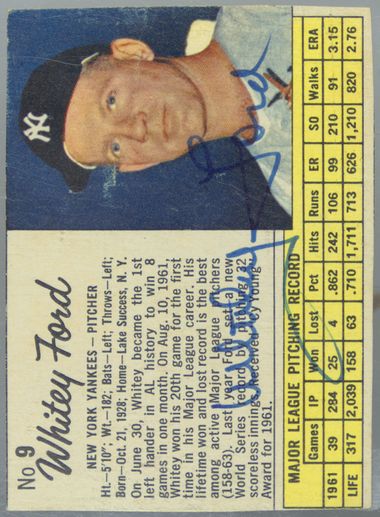 No 9
Whitey Ford
NEW YORK YANKEES — PITCHER
Ht.-5'10"; Wt.-182; Bats-Left; Throws-Left;
Born-Oct. 21, 1928; Home-Lake Success, N. Y.
On June 30, Whitey became the 1st
left hander in AL history to win 8
games in one month. On Aug. 10, 1961,
Whitey won his 20th game for the first
time in his Major League career. His
lifetime won and lost record is the best
among active Major League Pitchers
(158-63). Last year Ford set a new
World Series record by pitching 32
scoreless innings. Received Cy Young
Award for 1961.
NY
Whitey Ford
MAJOR LEAGUE PITCHING RECORD
Games IP Won Lost Pct Hits Runs ER SO Walks ERA
1961 39 284 25 4 .862 242 106 99 210 91 3.15
LIFE 317 2,039 158 63 .710 1,711 713 626 1,210 820 2.76